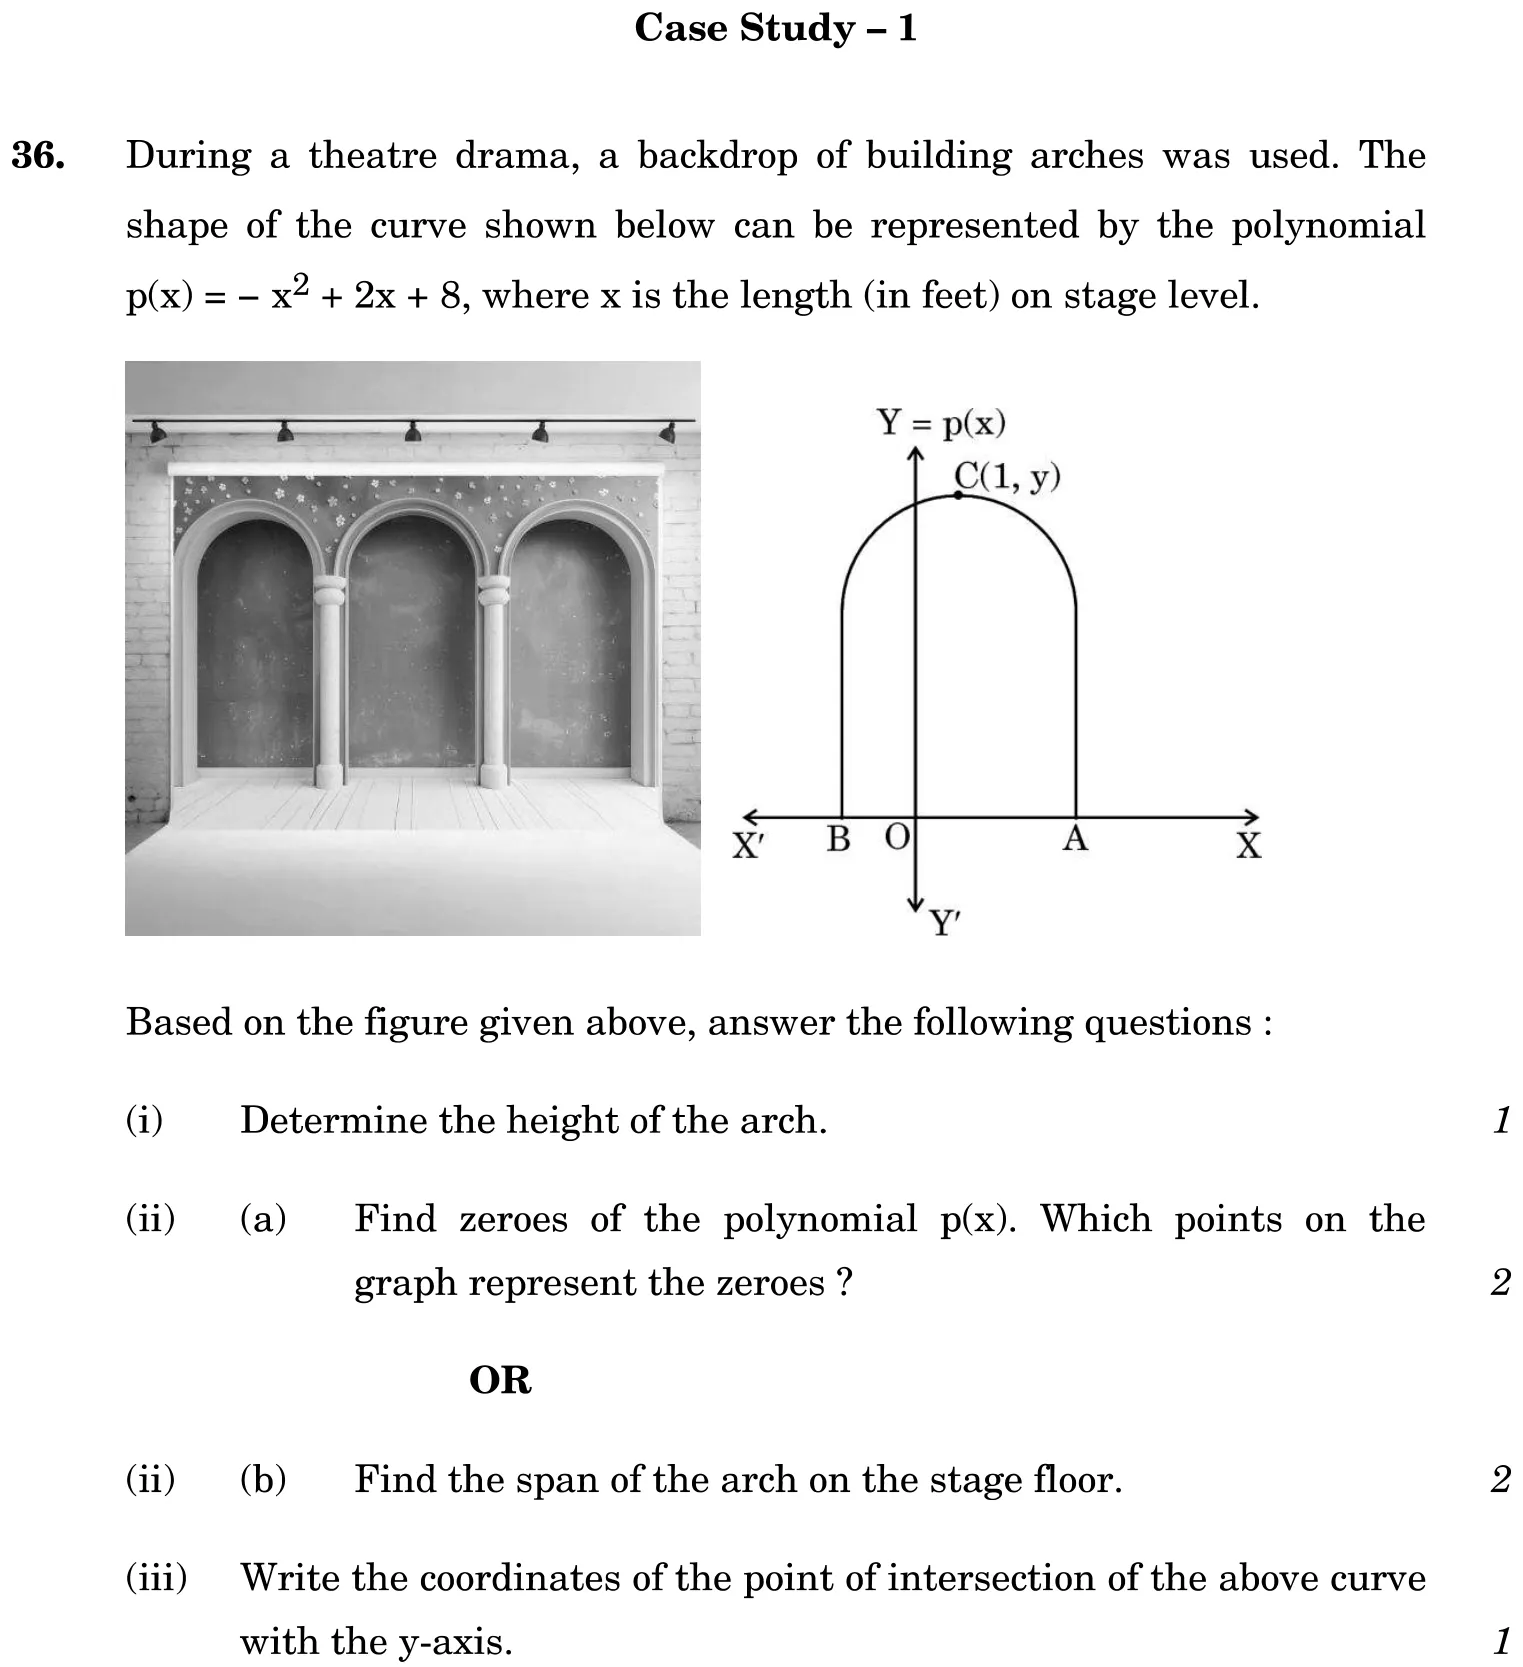 Case Study – 1
36. During a theatre drama, a backdrop of building arches was used. The
shape of the curve shown below can be represented by the polynomial
p(x) = – x² + 2x + 8, where x is the length (in feet) on stage level.
Y = p(x)
C(1, y)
X′ B O A X
Y′
Based on the figure given above, answer the following questions :
(i) Determine the height of the arch. 1
(ii) (a) Find zeroes of the polynomial p(x). Which points on the
graph represent the zeroes ? 2
OR
(ii) (b) Find the span of the arch on the stage floor. 2
(iii) Write the coordinates of the point of intersection of the above curve
with the y-axis. 1